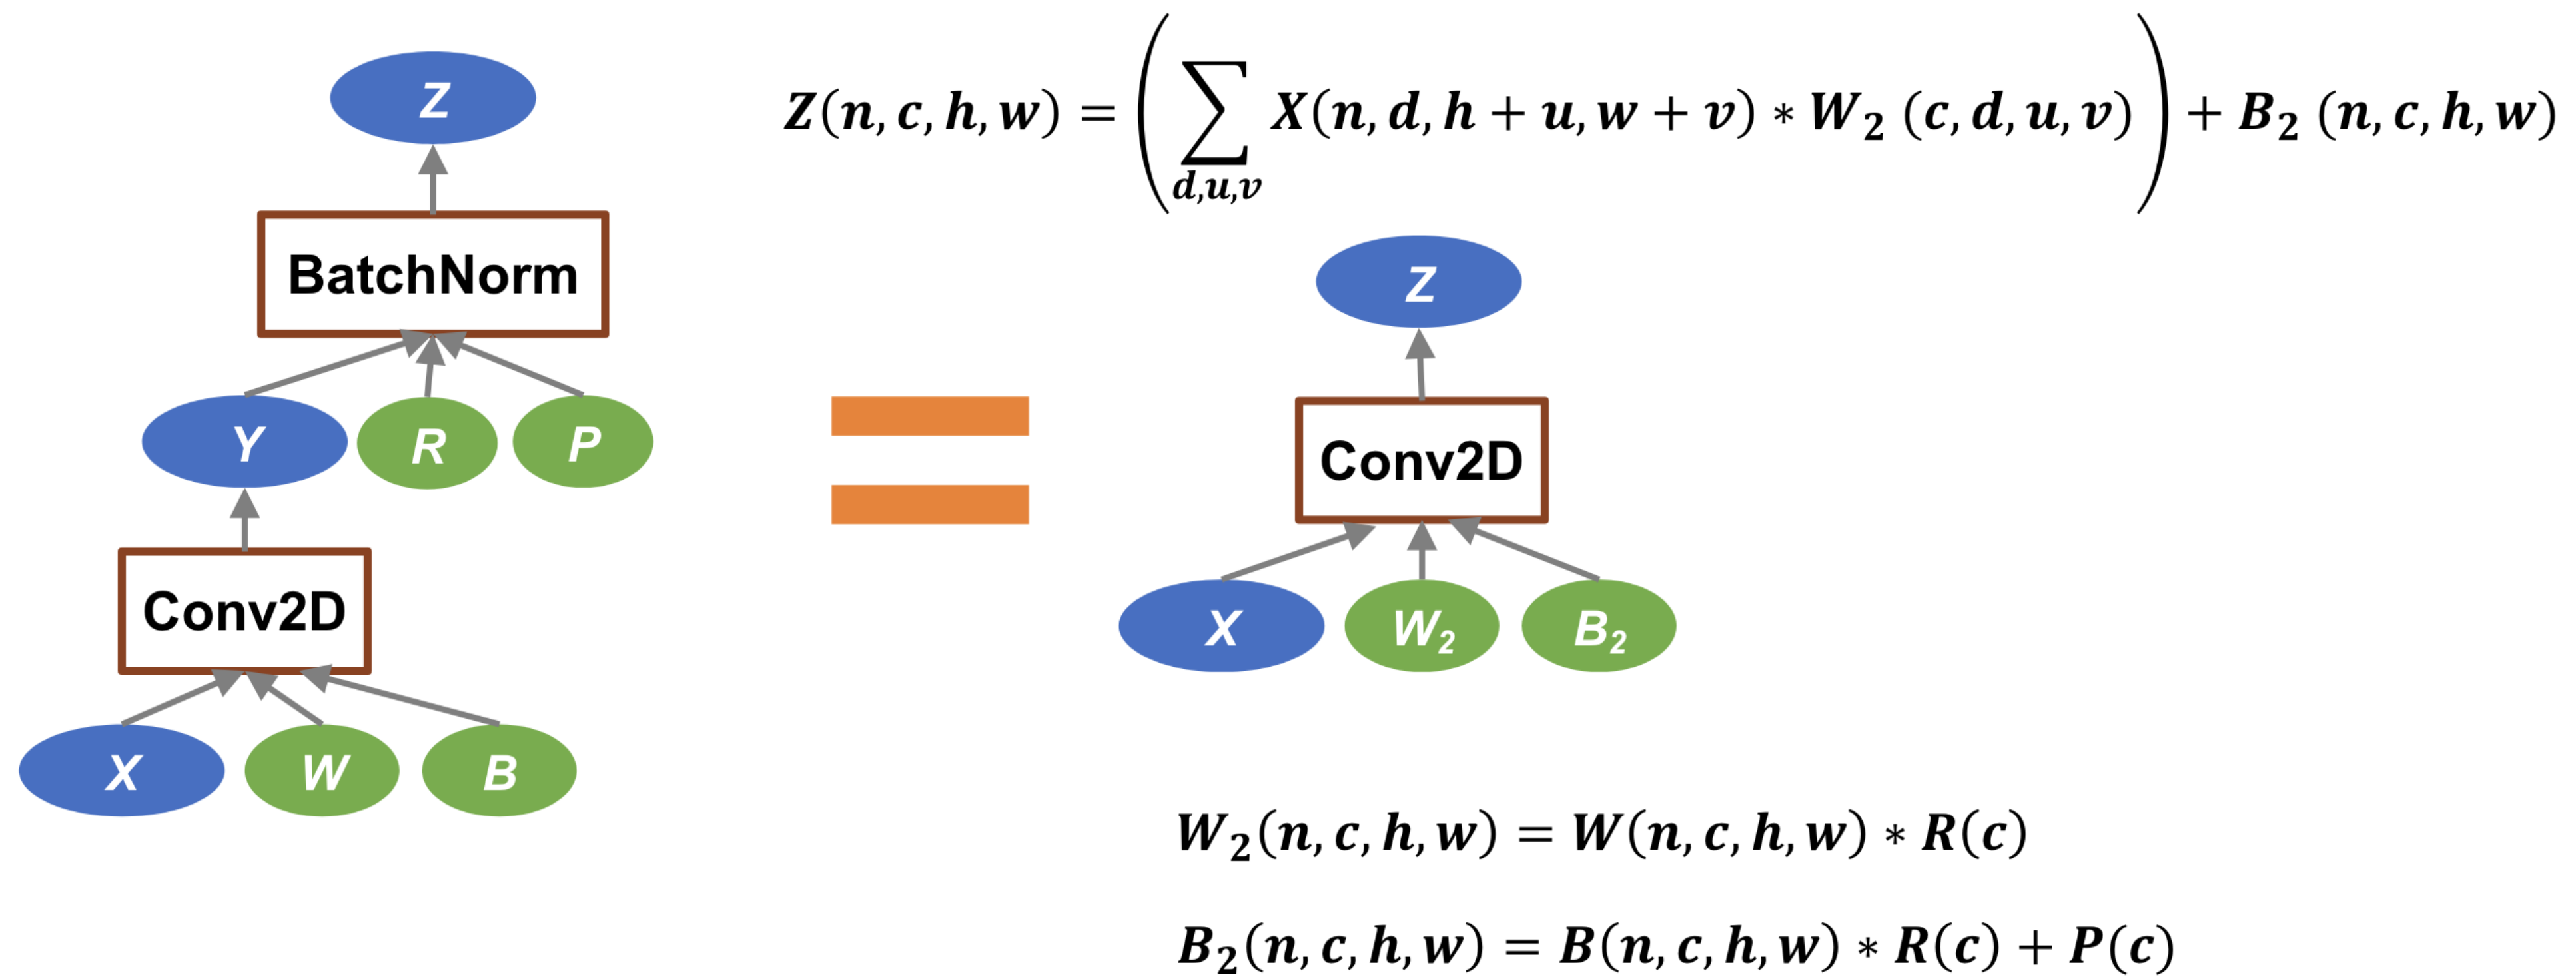 Z
Z(n, c, h, w) = (∑ X(n, d, h + u, w + v) * W₂ (c, d, u, v)) + B₂ (n, c, h, w)
d,u,v
BatchNorm
Y R P
Conv2D
X W B
Z
Conv2D
X W₂ B₂
W₂(n, c, h, w) = W(n, c, h, w) * R(c)
B₂(n, c, h, w) = B(n, c, h, w) * R(c) + P(c)